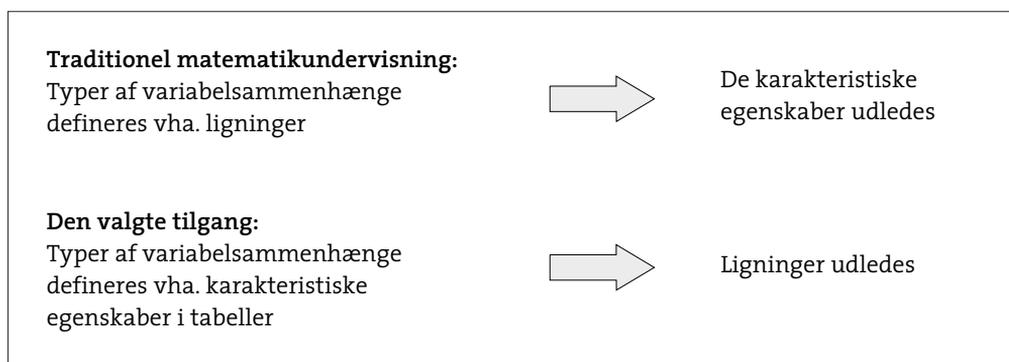 Traditionel matematikundervisning:
Typer af variabelsammenhænge
defineres vha. ligninger
De karakteristiske
egenskaber udledes
Den valgte tilgang:
Typer af variabelsammenhænge
defineres vha. karakteristiske
egenskaber i tabeller
Ligninger udledes